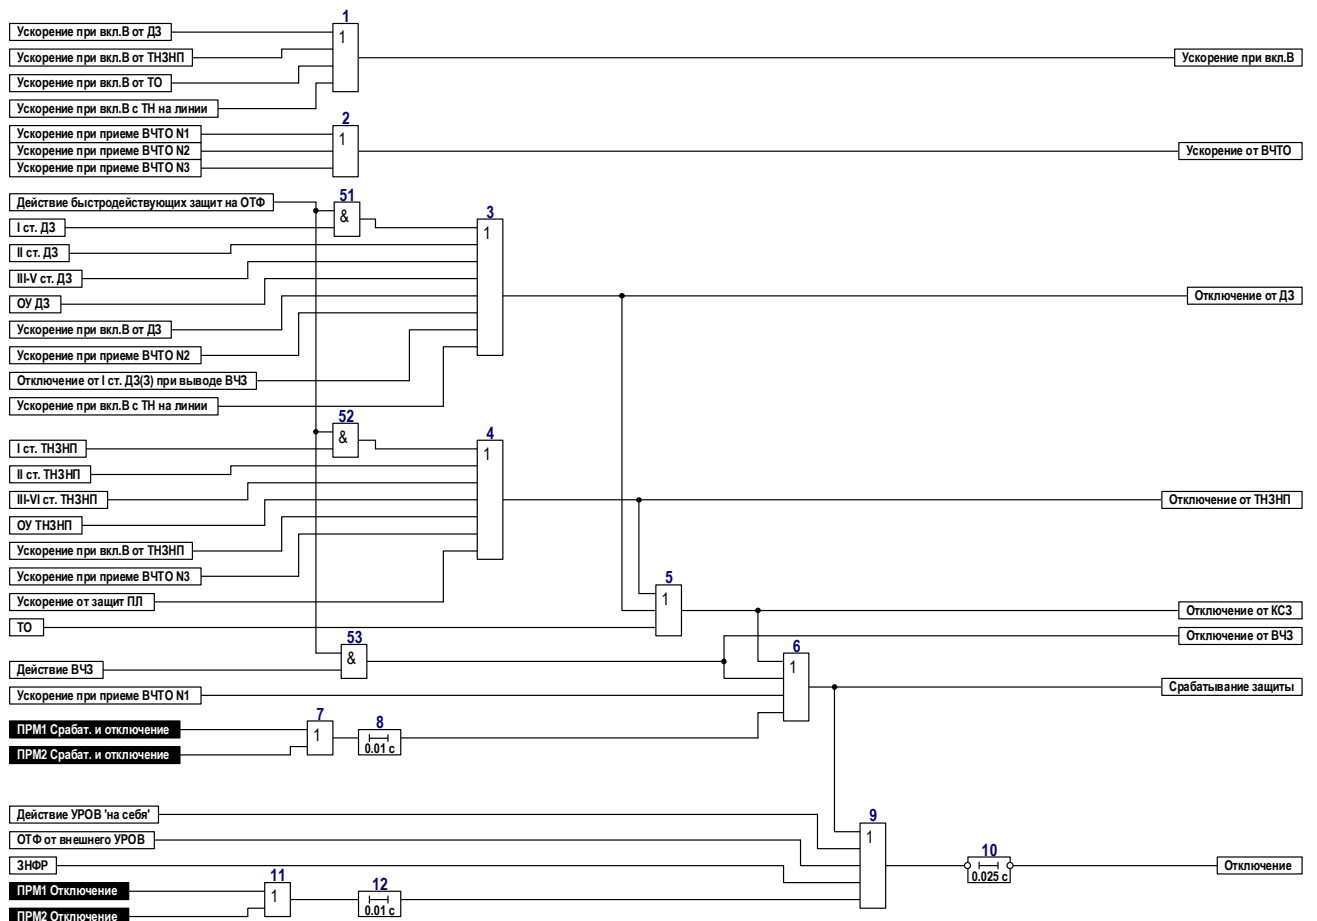 1
Ускорение при вкл.В от ДЗ
1
Ускорение при вкл.В от ТНЗНП
Ускорение при вкл.В
Ускорение при вкл.В от ТО
Ускорение при вкл.В с ТН на линии
2
Ускорение при приеме ВЧТО N1
1
Ускорение при приеме ВЧТО N2
Ускорение от ВЧТО
Ускорение при приеме ВЧТО N3
51
Действие быстродействующих защит на ОТФ
&
3
I ст. ДЗ
1
II ст. ДЗ
III-V ст. ДЗ
Отключение от ДЗ
ОУ ДЗ
Ускорение при вкл.В от ДЗ
Ускорение при приеме ВЧТО N2
Отключение от I ст. ДЗ(З) при выводе ВЧЗ
Ускорение при вкл.В с ТН на линии
52
&
4
I ст. ТНЗНП
1
II ст. ТНЗНП
III-VI ст. ТНЗНП
Отключение от ТНЗНП
ОУ ТНЗНП
Ускорение при вкл.В от ТНЗНП
Ускорение при приеме ВЧТО N3
5
Ускорение от защит ПЛ
1
Отключение от КСЗ
ТО
Отключение от ВЧЗ
53
&
6
Действие ВЧЗ
1
Срабатывание защиты
Ускорение при приеме ВЧТО N1
7
8
ПРМ1 Срабат. и отключение
1
0.01 с
ПРМ2 Срабат. и отключение
Действие УРОВ 'на себя'
9
ОТФ от внешнего УРОВ
1
10
ЗНФР
0.025 с
Отключение
11
12
ПРМ1 Отключение
1
0.01 с
ПРМ2 Отключение